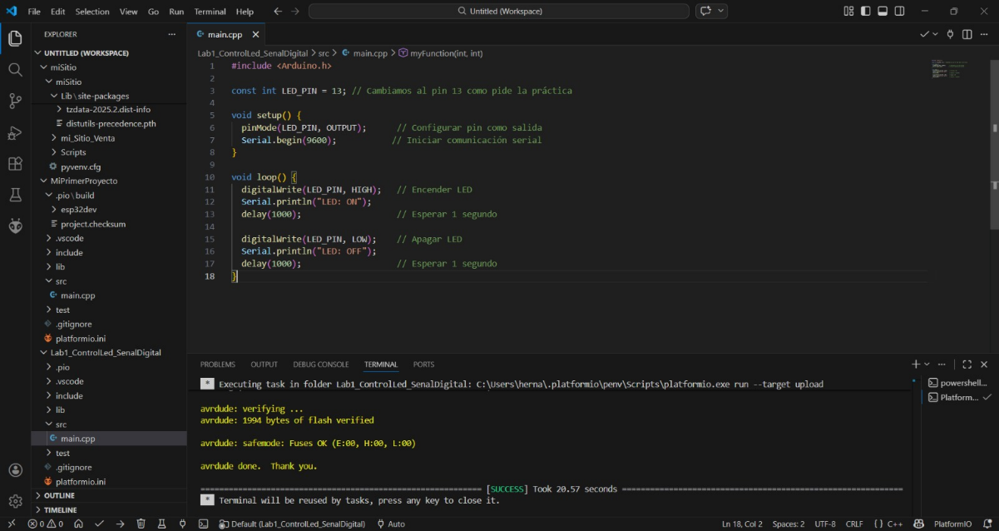 File Edit Selection View Go Run Terminal Help
Untitled (Workspace)
EXPLORER
UNTITLED (WORKSPACE)
miSitio
miSitio
Lib\site-packages
tzdata-2025.2.dist-info
distutils-precedence.pth
mi_Sitio_Venta
Scripts
pyvenv.cfg
MiPrimerProyecto
.pio\build
esp32dev
project.checksum
.vscode
include
lib
src
main.cpp
test
.gitignore
platformio.ini
Lab1_ControlLed_SenalDigital
.pio
.vscode
include
lib
src
main.cpp
test
.gitignore
platformio.ini
OUTLINE
TIMELINE
main.cpp
Lab1_ControlLed_SenalDigital > src > main.cpp > myFunction(int, int)
1 #include <Arduino.h>
2
3 const int LED_PIN = 13; // Cambiamos al pin 13 como pide la práctica
4
5 void setup() {
6 pinMode(LED_PIN, OUTPUT); // Configurar pin como salida
7 Serial.begin(9600); // Iniciar comunicación serial
8 }
9
10 void loop() {
11 digitalWrite(LED_PIN, HIGH); // Encender LED
12 Serial.println("LED: ON");
13 delay(1000); // Esperar 1 segundo
14
15 digitalWrite(LED_PIN, LOW); // Apagar LED
16 Serial.println("LED: OFF");
17 delay(1000); // Esperar 1 segundo
18 }
PROBLEMS OUTPUT DEBUG CONSOLE TERMINAL PORTS
* Executing task in folder Lab1_ControlLed_SenalDigital: C:\Users\herna\.platformio\penv\Scripts\platformio.exe run --target upload
avrdude: verifying ...
avrdude: 1994 bytes of flash verified
avrdude: safemode: Fuses OK (E:00, H:00, L:00)
avrdude done. Thank you.
[SUCCESS] Took 20.57 seconds
* Terminal will be reused by tasks, press any key to close it.
powershell...
Platform...
0 0 Default (Lab1_ControlLed_SenalDigital) Auto Ln 18, Col 2 Spaces: 2 UTF-8 CRLF {} C++ PlatformIO